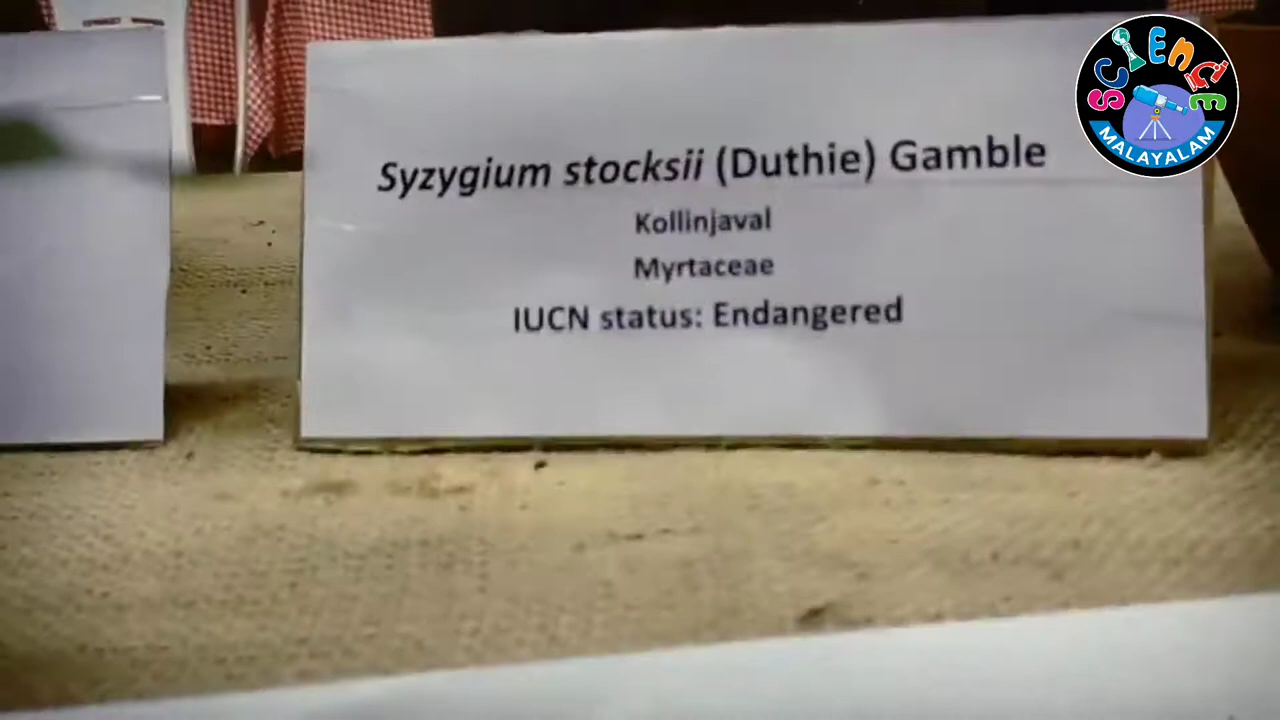 Syzygium stocksii (Duthie) Gamble
Kollinjaval
Myrtaceae
IUCN status: Endangered
SCIENCE
MALAYALAM